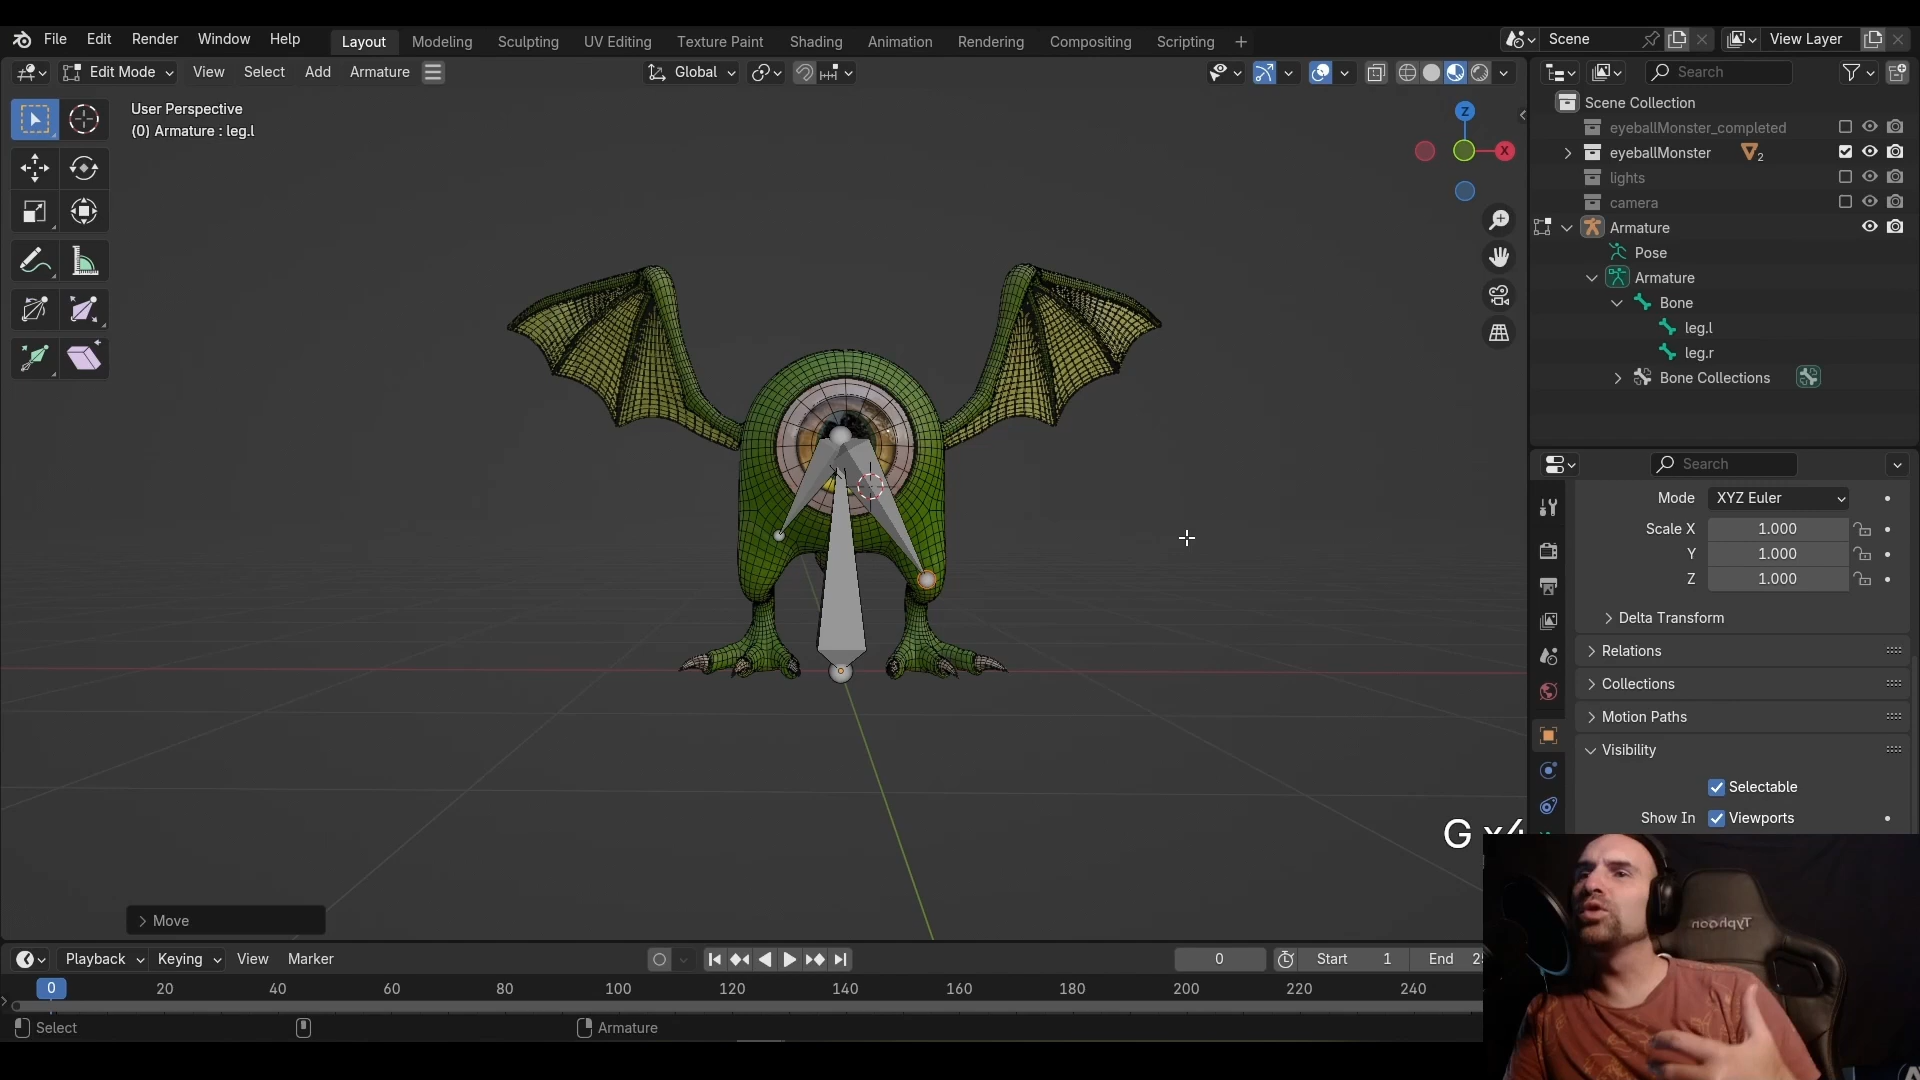 File Edit Render Window Help Layout Modeling Sculpting UV Editing Texture Paint Shading Animation Rendering Compositing Scripting + Scene View Layer
Edit Mode View Select Add Armature Global Search
User Perspective
(0) Armature : leg.l
Z
X
Scene Collection
eyeballMonster_completed
eyeballMonster 2
lights
camera
Armature
Pose
Armature
Bone
leg.l
leg.r
Bone Collections
Search
Mode XYZ Euler
Scale X 1.000
Y 1.000
Z 1.000
Delta Transform
Relations
Collections
Motion Paths
Visibility
Selectable
Show In Viewports
G x4
Move
Playback Keying View Marker 0 Start 1 End
0 20 40 60 80 100 120 140 160 180 200 220 240
Select Armature
Typhoon